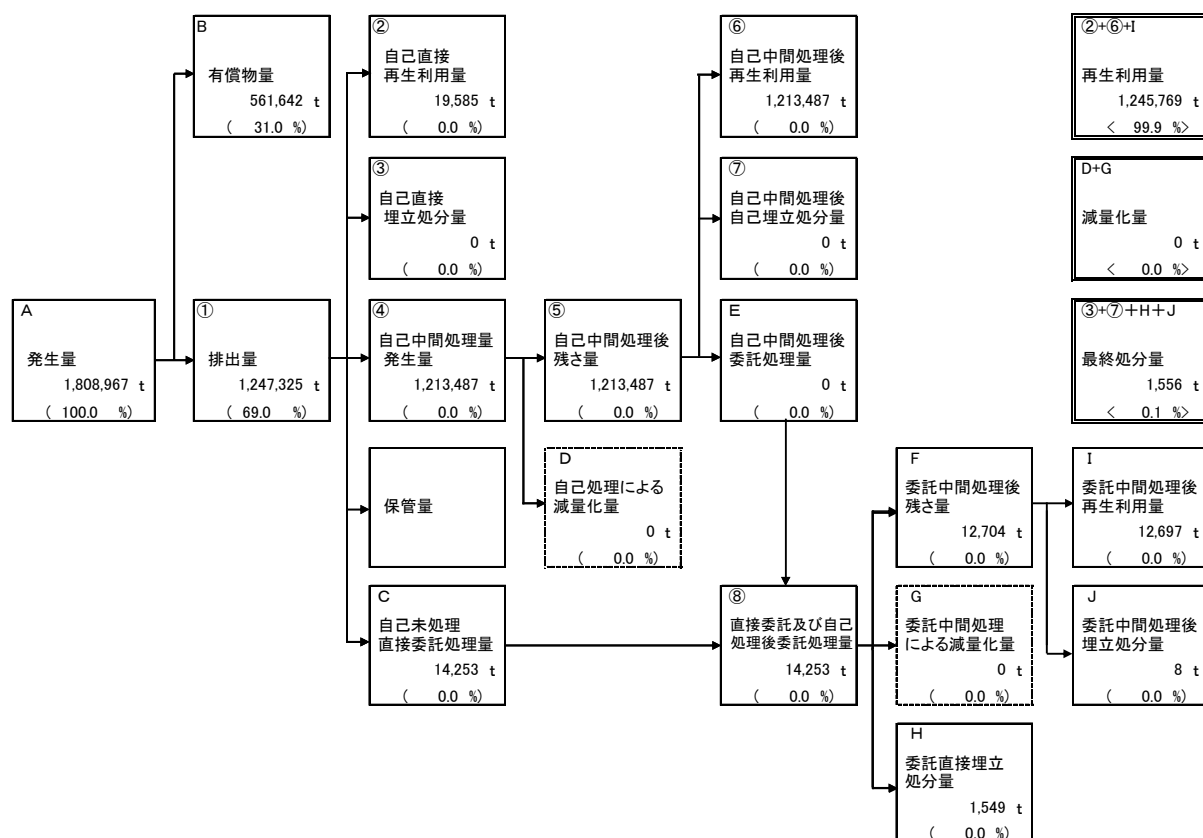 B
有償物量
561,642 t
( 31.0 %)
②
自己直接
再生利用量
19,585 t
( 0.0 %)
⑥
自己中間処理後
再生利用量
1,213,487 t
( 0.0 %)
②+⑥+I
再生利用量
1,245,769 t
< 99.9 %>
③
自己直接
埋立処分量
0 t
( 0.0 %)
⑦
自己中間処理後
自己埋立処分量
0 t
( 0.0 %)
D+G
減量化量
0 t
< 0.0 %>
A
発生量
1,808,967 t
( 100.0 %)
①
排出量
1,247,325 t
( 69.0 %)
④
自己中間処理量
発生量
1,213,487 t
( 0.0 %)
⑤
自己中間処理後
残さ量
1,213,487 t
( 0.0 %)
E
自己中間処理後
委託処理量
0 t
( 0.0 %)
③+⑦+H+J
最終処分量
1,556 t
< 0.1 %>
保管量
D
自己処理による
減量化量
0 t
( 0.0 %)
F
委託中間処理後
残さ量
12,704 t
( 0.0 %)
I
委託中間処理後
再生利用量
12,697 t
( 0.0 %)
C
自己未処理
直接委託処理量
14,253 t
( 0.0 %)
⑧
直接委託及び自己
処理後委託処理量
14,253 t
( 0.0 %)
G
委託中間処理
による減量化量
0 t
( 0.0 %)
J
委託中間処理後
埋立処分量
8 t
( 0.0 %)
H
委託直接埋立
処分量
1,549 t
( 0.0 %)